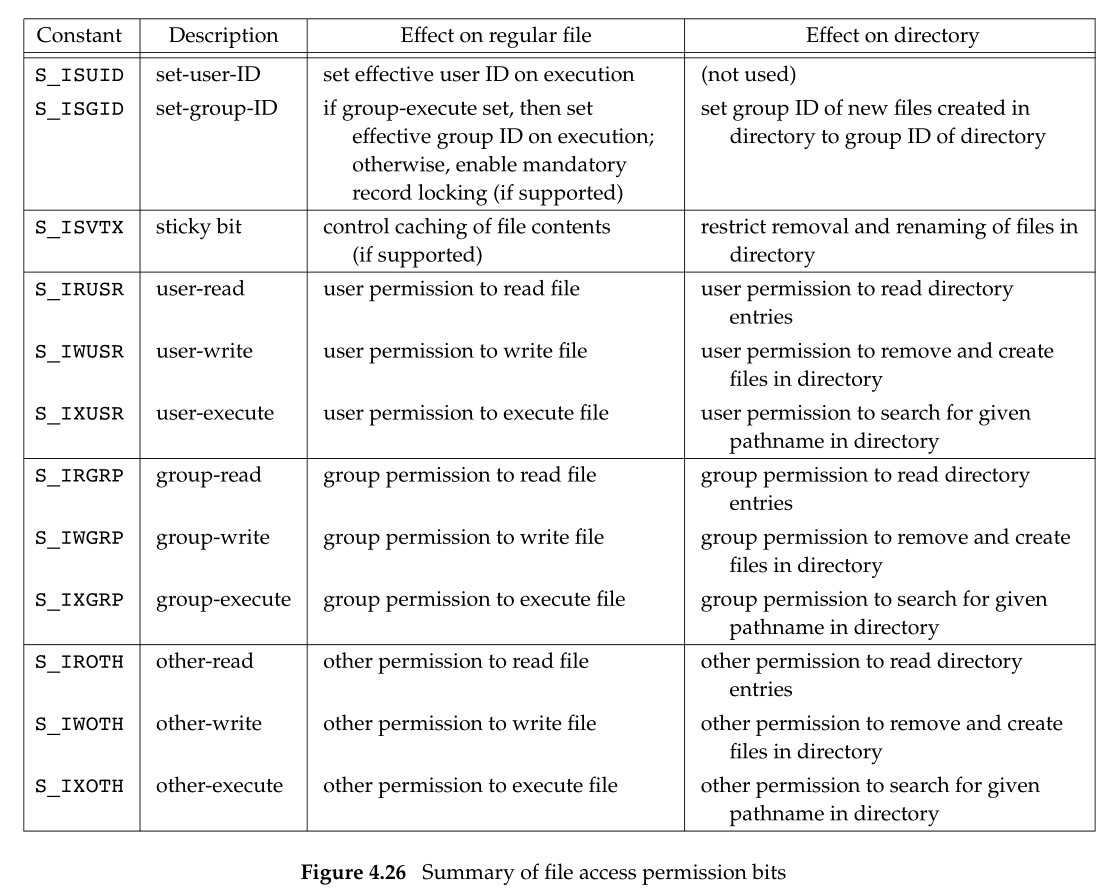 Constant Description Effect on regular file Effect on directory
S_ISUID set-user-ID set effective user ID on execution (not used)
S_ISGID set-group-ID if group-execute set, then set set group ID of new files created in
effective group ID on execution; directory to group ID of directory
otherwise, enable mandatory
record locking (if supported)
S_ISVTX sticky bit control caching of file contents restrict removal and renaming of files in
(if supported) directory
S_IRUSR user-read user permission to read file user permission to read directory
entries
S_IWUSR user-write user permission to write file user permission to remove and create
files in directory
S_IXUSR user-execute user permission to execute file user permission to search for given
pathname in directory
S_IRGRP group-read group permission to read file group permission to read directory
entries
S_IWGRP group-write group permission to write file group permission to remove and create
files in directory
S_IXGRP group-execute group permission to execute file group permission to search for given
pathname in directory
S_IROTH other-read other permission to read file other permission to read directory
entries
S_IWOTH other-write other permission to write file other permission to remove and create
files in directory
S_IXOTH other-execute other permission to execute file other permission to search for given
pathname in directory
Figure 4.26 Summary of file access permission bits